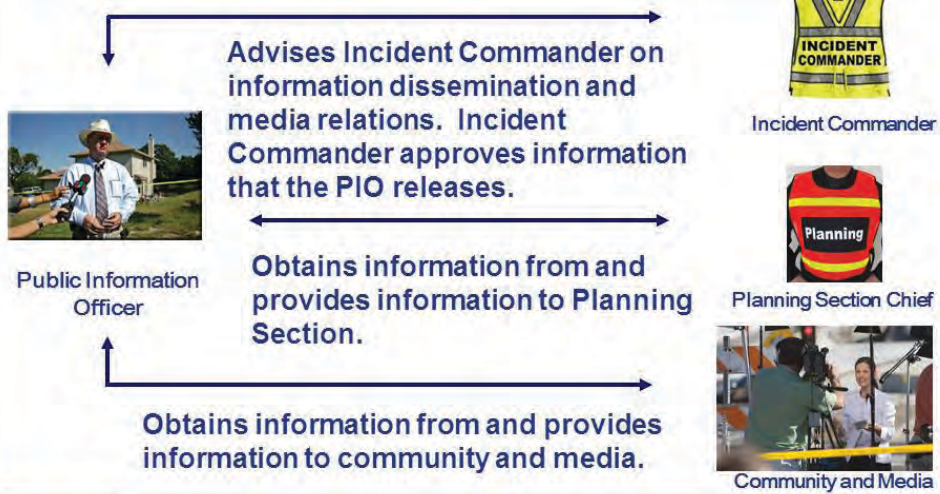 INCIDENT
COMMANDER
Advises Incident Commander on
information dissemination and
media relations.  Incident
Commander approves information
that the PIO releases.
Incident Commander
Public Information
Officer
Planning
Obtains information from and
provides information to Planning
Section.
Planning Section Chief
Obtains information from and provides
information to community and media.
Community and Media